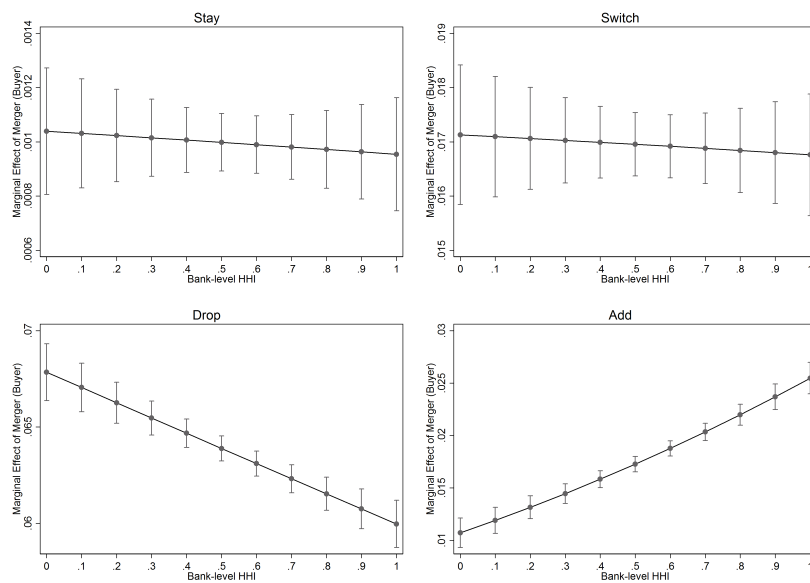 Stay
Marginal Effect of Merger (Buyer)
.0006 .0008 .001 .0012 .0014
0 .1 .2 .3 .4 .5 .6 .7 .8 .9 1
Bank-level HHI
Switch
Marginal Effect of Merger (Buyer)
.015 .016 .017 .018 .019
0 .1 .2 .3 .4 .5 .6 .7 .8 .9 1
Bank-level HHI
Drop
Marginal Effect of Merger (Buyer)
.06 .065 .07
0 .1 .2 .3 .4 .5 .6 .7 .8 .9 1
Bank-level HHI
Add
Marginal Effect of Merger (Buyer)
.01 .015 .02 .025 .03
0 .1 .2 .3 .4 .5 .6 .7 .8 .9 1
Bank-level HHI